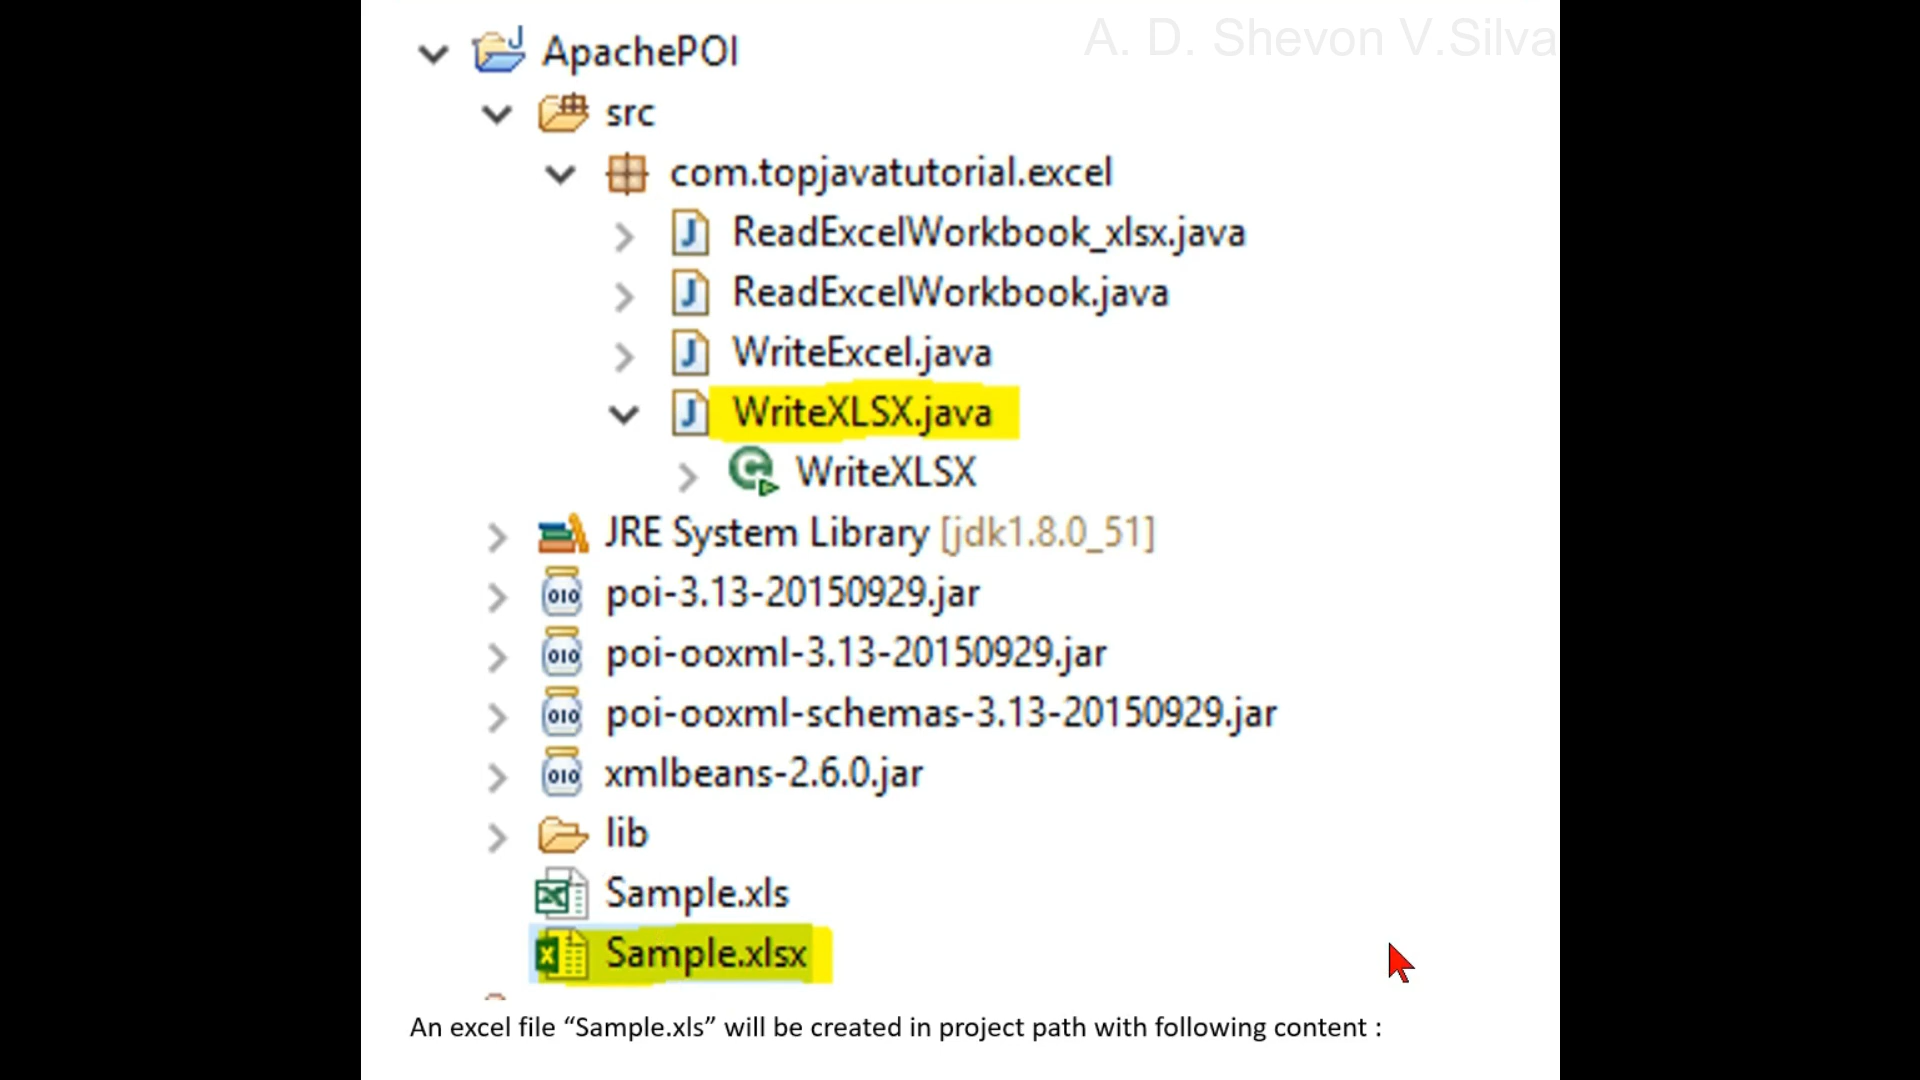 A. D. Shevon V.Silva
ApachePOI
src
com.topjavatutorial.excel
ReadExcelWorkbook_xlsx.java
ReadExcelWorkbook.java
WriteExcel.java
WriteXLSX.java
WriteXLSX
JRE System Library [jdk1.8.0_51]
poi-3.13-20150929.jar
poi-ooxml-3.13-20150929.jar
poi-ooxml-schemas-3.13-20150929.jar
xmlbeans-2.6.0.jar
lib
Sample.xls
Sample.xlsx
An excel file “Sample.xls” will be created in project path with following content :